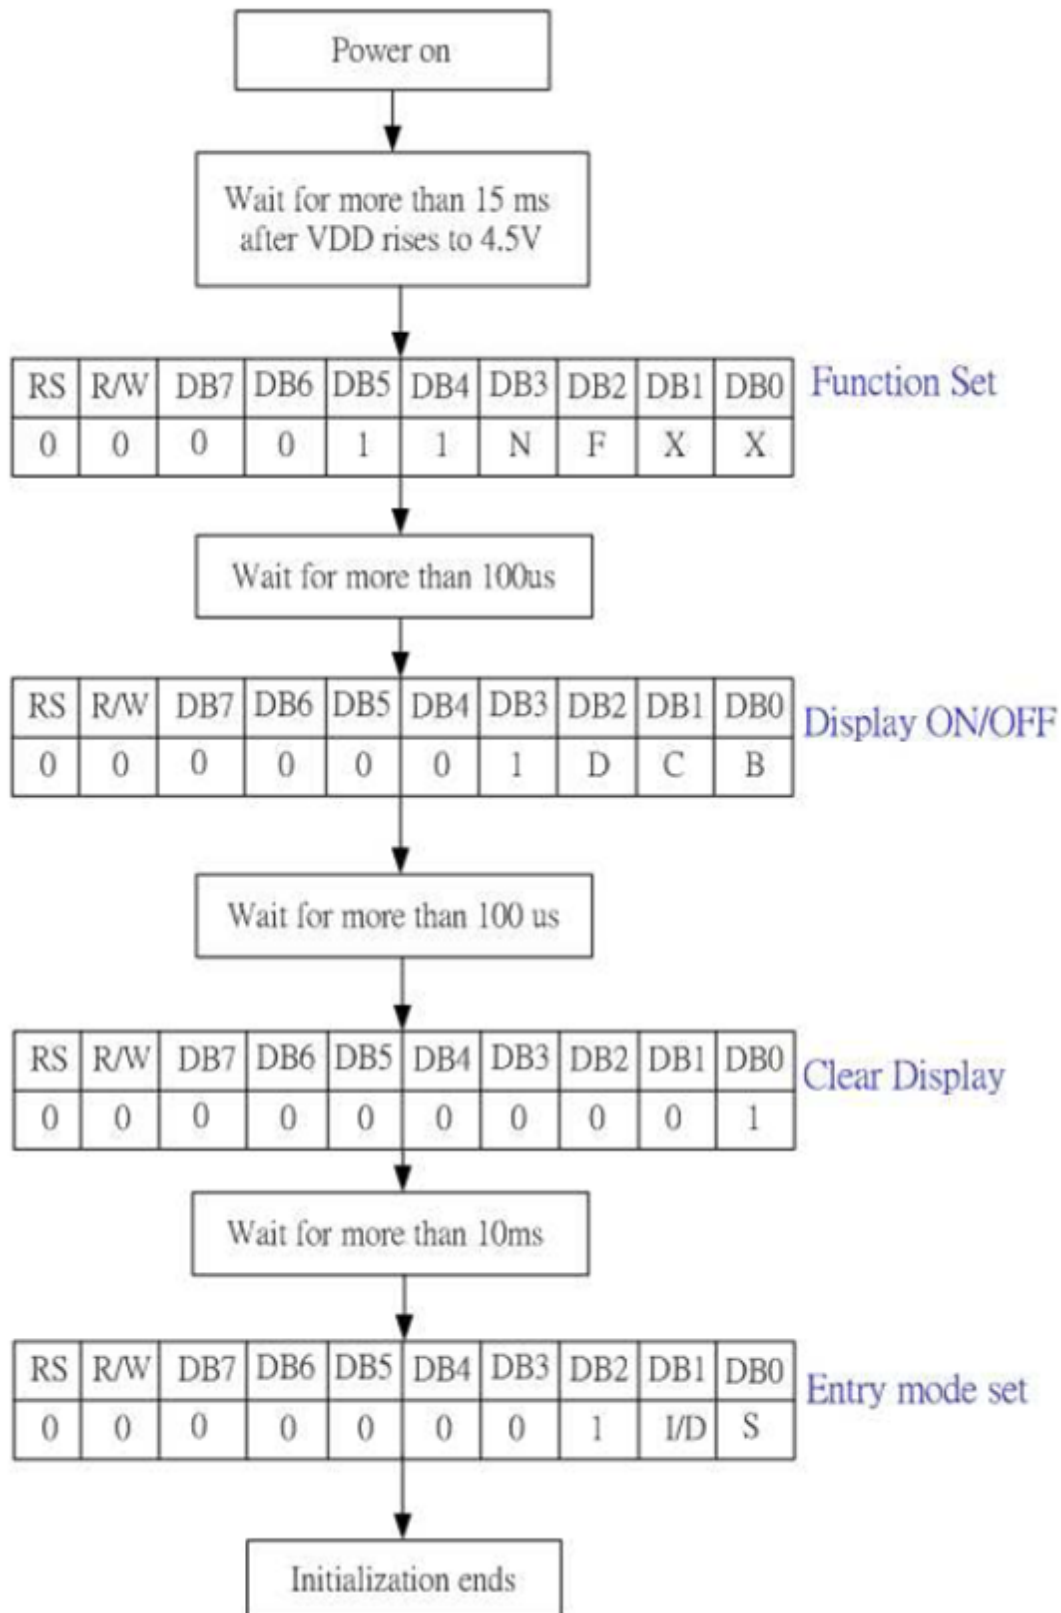 Power on
Wait for more than 15 ms
after VDD rises to 4.5V
RS R/W DB7 DB6 DB5 DB4 DB3 DB2 DB1 DB0 Function Set
0 0 0 0 1 1 N F X X
Wait for more than 100us
RS R/W DB7 DB6 DB5 DB4 DB3 DB2 DB1 DB0 Display ON/OFF
0 0 0 0 0 0 1 D C B
Wait for more than 100 us
RS R/W DB7 DB6 DB5 DB4 DB3 DB2 DB1 DB0 Clear Display
0 0 0 0 0 0 0 0 0 1
Wait for more than 10ms
RS R/W DB7 DB6 DB5 DB4 DB3 DB2 DB1 DB0 Entry mode set
0 0 0 0 0 0 0 1 I/D S
Initialization ends